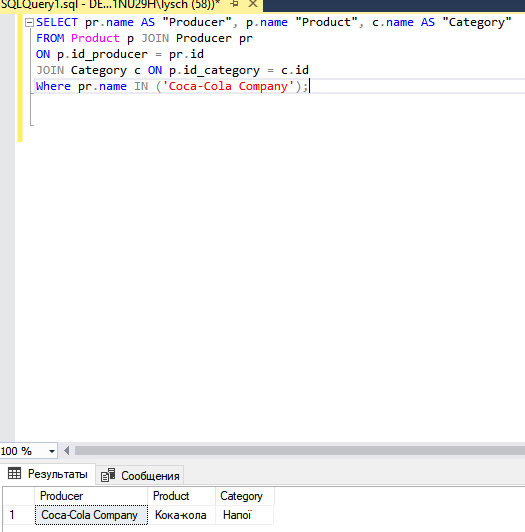 SQLQuery1.sql - DE...1NU29H\lysch (58))*
SELECT pr.name AS "Producer", p.name "Product", c.name AS "Category"
FROM Product p JOIN Producer pr
ON p.id_producer = pr.id
JOIN Category c ON p.id_category = c.id
Where pr.name IN ('Coca-Cola Company');
100 %
Результаты Сообщения
Producer Product Category
1 Coca-Cola Company Кока-кола Напої